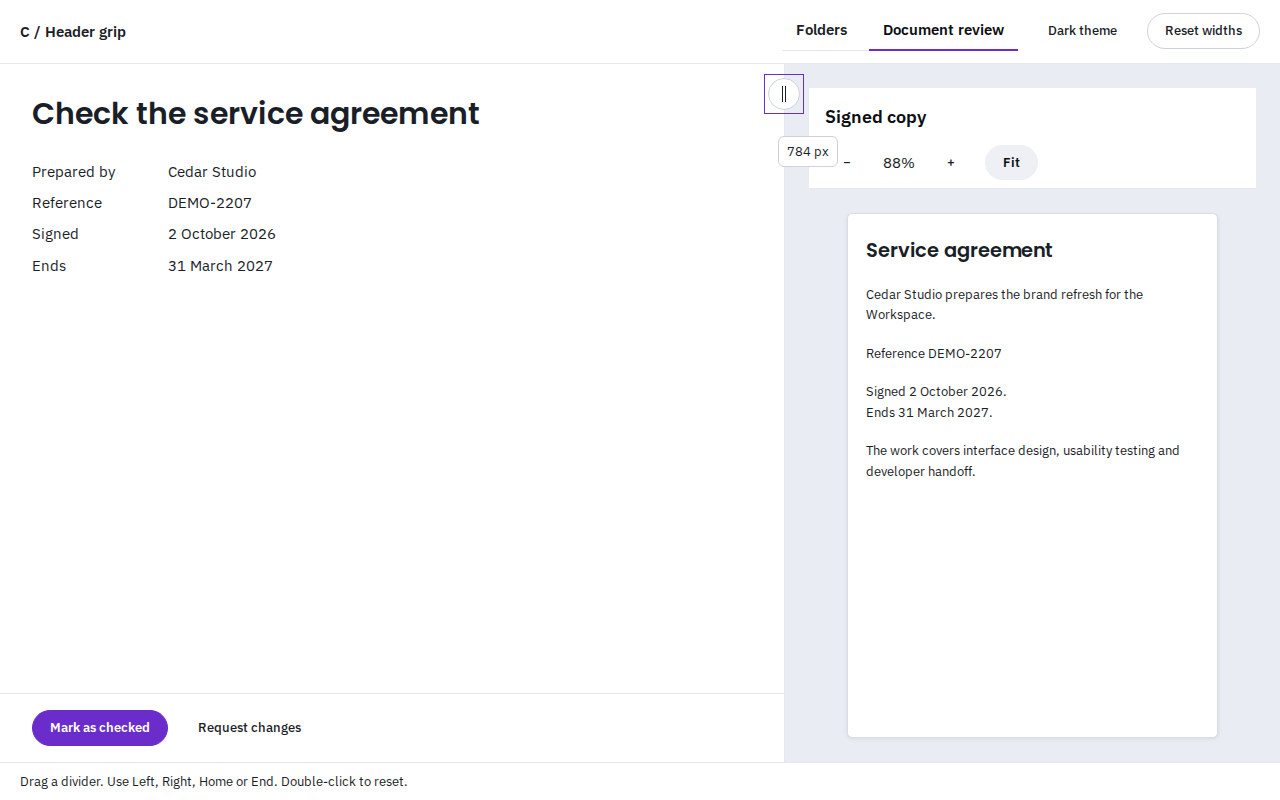 C / Header grip
Folders
Document review
Dark theme
Reset widths
Check the service agreement
Prepared by Cedar Studio
Reference DEMO-2207
Signed 2 October 2026
Ends 31 March 2027
Mark as checked
Request changes
784 px
Signed copy
− 88% + Fit
Service agreement
Cedar Studio prepares the brand refresh for the
Workspace.
Reference DEMO-2207
Signed 2 October 2026.
Ends 31 March 2027.
The work covers interface design, usability testing and
developer handoff.
Drag a divider. Use Left, Right, Home or End. Double-click to reset.